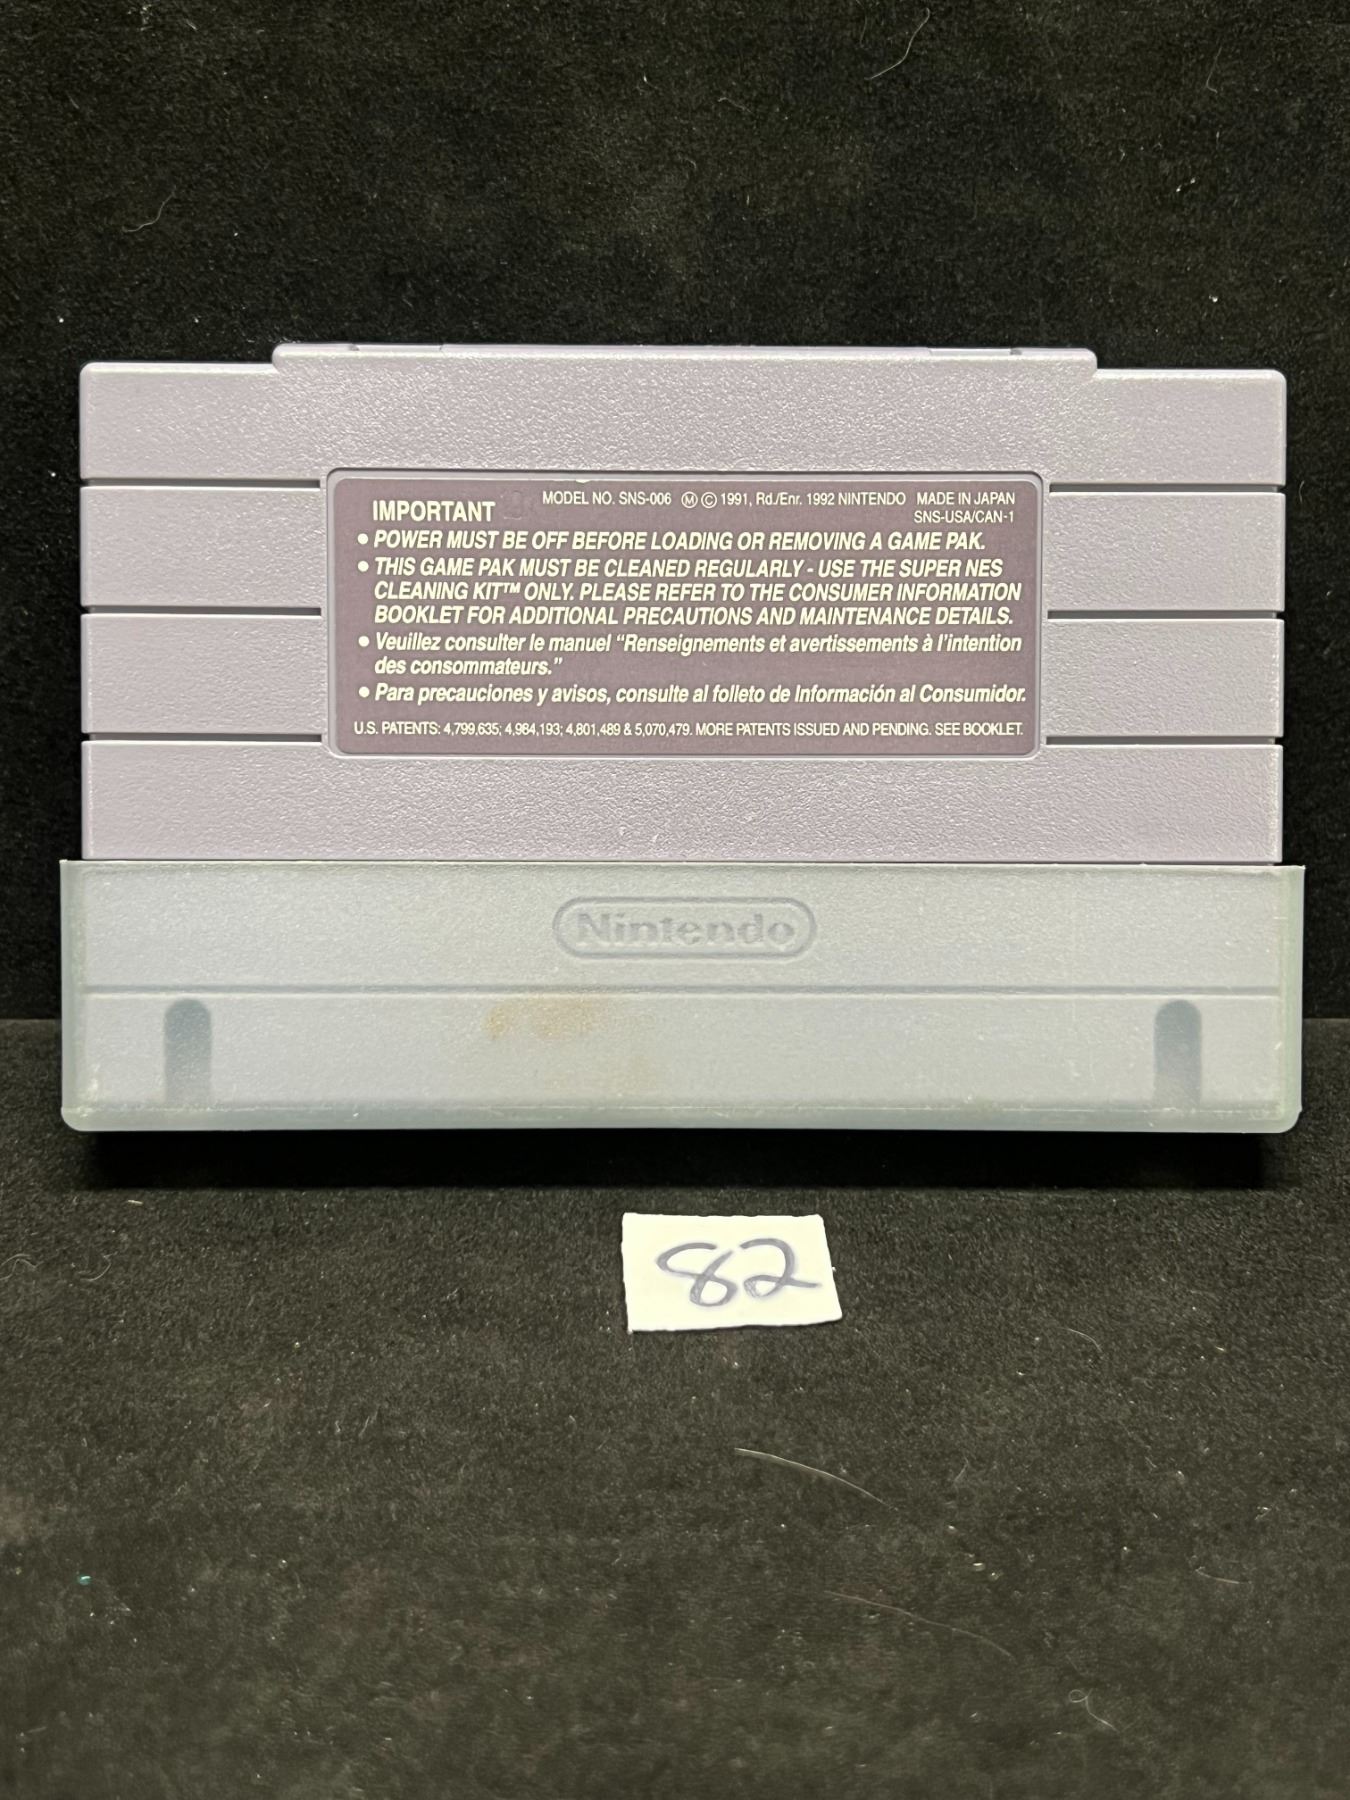 IMPORTANT
MODEL NO. SNS-006 Ⓜ © 1991, Rd./Enr. 1992 NINTENDO MADE IN JAPAN
SNS-USA/CAN-1
● POWER MUST BE OFF BEFORE LOADING OR REMOVING A GAME PAK.
● THIS GAME PAK MUST BE CLEANED REGULARLY - USE THE SUPER NES
CLEANING KIT™ ONLY. PLEASE REFER TO THE CONSUMER INFORMATION
BOOKLET FOR ADDITIONAL PRECAUTIONS AND MAINTENANCE DETAILS.
● Veuillez consulter le manuel “Renseignements et avertissements à l’intention
des consommateurs.”
● Para precauciones y avisos, consulte al folleto de Información al Consumidor.
U.S. PATENTS: 4,799,635; 4,984,193; 4,801,489 & 5,070,479. MORE PATENTS ISSUED AND PENDING. SEE BOOKLET.
Nintendo
82